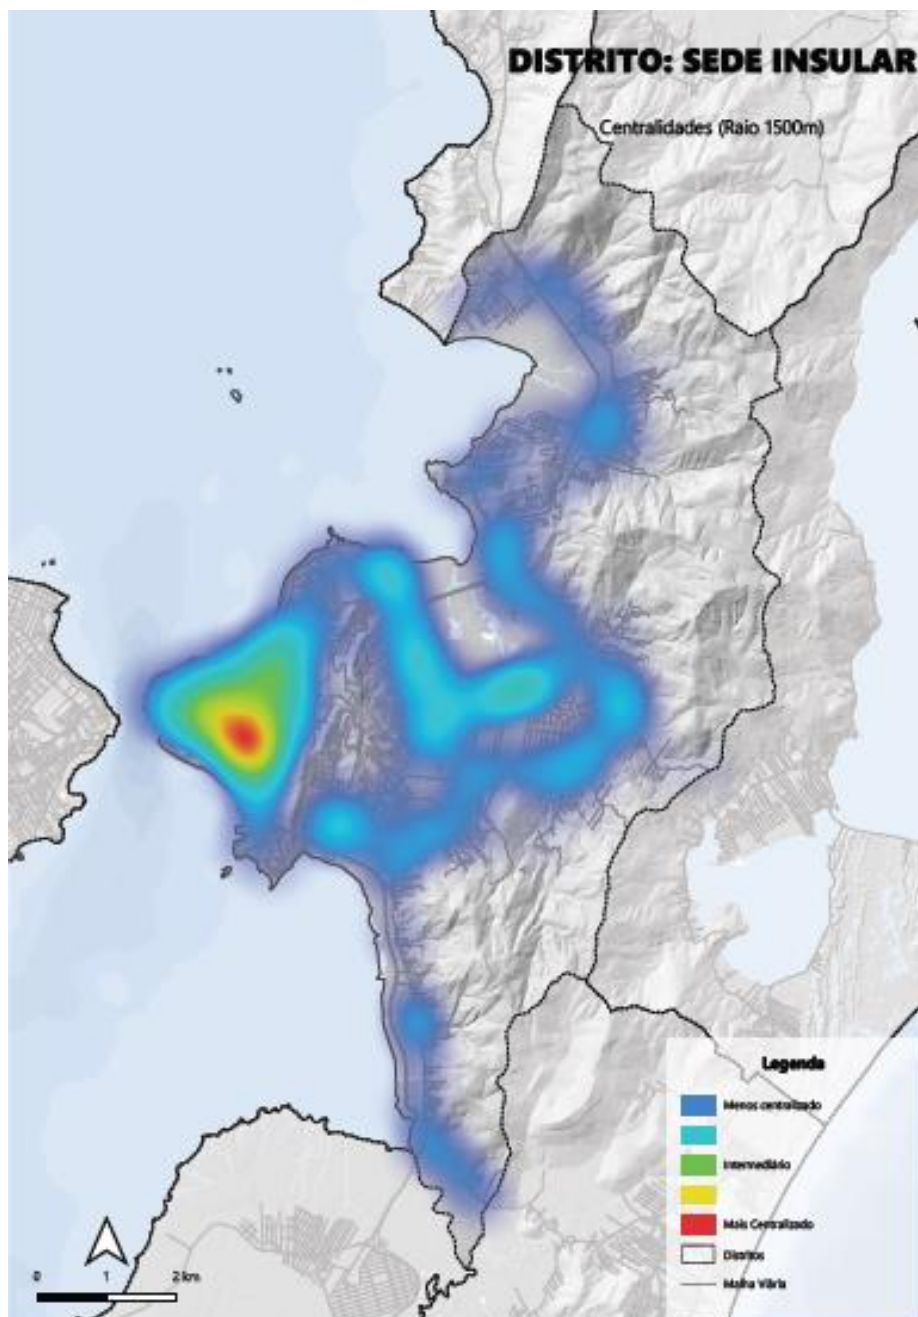 DISTRITO: SEDE INSULAR
Centralidades (Raio 1500m)
Legenda
Menos centralizado
Intermediário
Mais Centralizado
Distritos
Malha Viária
0 1 2 km